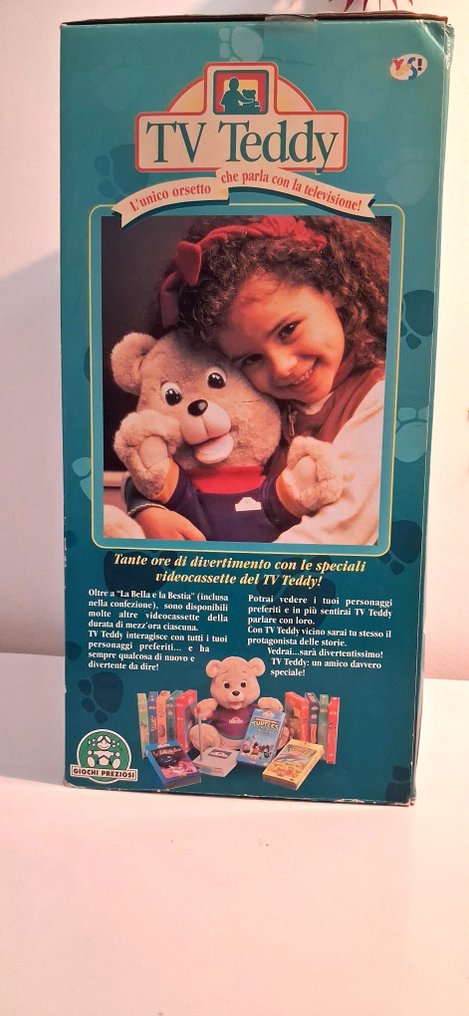 YES!
TV Teddy
L'unico orsetto che parla con la televisione!
Tante ore di divertimento con le speciali
videocassette del TV Teddy!
Oltre a "La Bella e la Bestia" (inclusa
nella confezione), sono disponibili
molte altre videocassette della
durata di mezz'ora ciascuna.
TV Teddy interagisce con tutti i tuoi
personaggi preferiti... e ha
sempre qualcosa di nuovo e
divertente da dire!
Potrai vedere i tuoi personaggi
preferiti e in più sentirai TV Teddy
parlare con loro.
Con TV Teddy vicino sarai tu stesso il
protagonista delle storie.
Vedrai...sarà divertentissimo!
TV Teddy: un amico davvero
speciale!
TURTLES
GIOCHI PREZIOSI